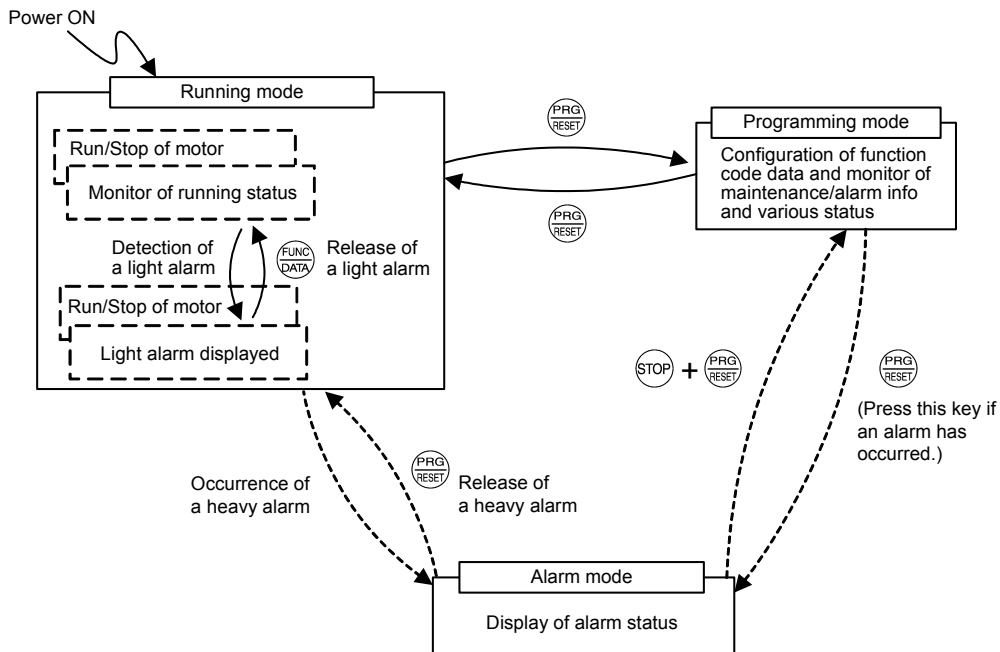 Power ON
Running mode
Run/Stop of motor
Monitor of running status
Detection of
a light alarm
FUNC
DATA
Release of
a light alarm
Run/Stop of motor
Light alarm displayed
PRG
RESET
PRG
RESET
Programming mode
Configuration of function
code data and monitor of
maintenance/alarm info
and various status
STOP + PRG
RESET
PRG
RESET
(Press this key if
an alarm has
occurred.)
Occurrence of
a heavy alarm
PRG
RESET
Release of
a heavy alarm
Alarm mode
Display of alarm status